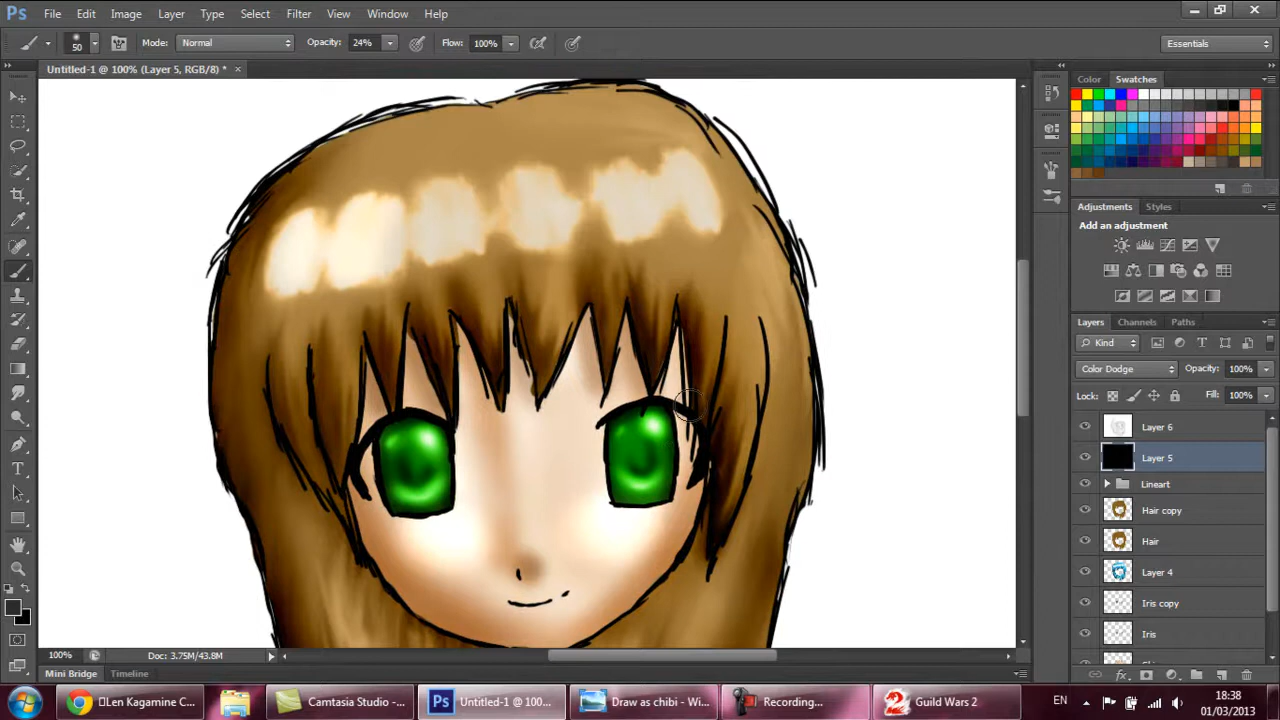 Ps File Edit Image Layer Type Select Filter View Window Help
50 Mode: Normal Opacity: 24% Flow: 100% Essentials
Untitled-1 @ 100% (Layer 5, RGB/8) * ×
Color Swatches
Adjustments Styles
Add an adjustment
Layers Channels Paths
Kind
Color Dodge Opacity: 100%
Lock: Fill: 100%
Layer 6
Layer 5
Lineart
Hair copy
Hair
Layer 4
Iris copy
Iris
100% Doc: 3.75M/43.8M
Mini Bridge Timeline
Len Kagamine C... Camtasia Studio -... Ps Untitled-1 @ 100... Draw as chibi - Wi... Recording... Guild Wars 2 EN 18:38
01/03/2013